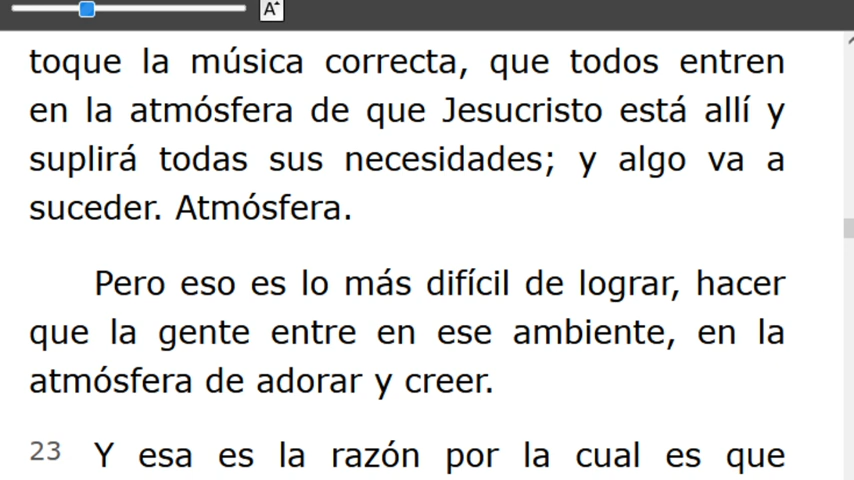 A
toque la música correcta, que todos entren
en la atmósfera de que Jesucristo está allí y
suplirá todas sus necesidades; y algo va a
suceder. Atmósfera.
Pero eso es lo más difícil de lograr, hacer
que la gente entre en ese ambiente, en la
atmósfera de adorar y creer.
23 Y esa es la razón por la cual es que